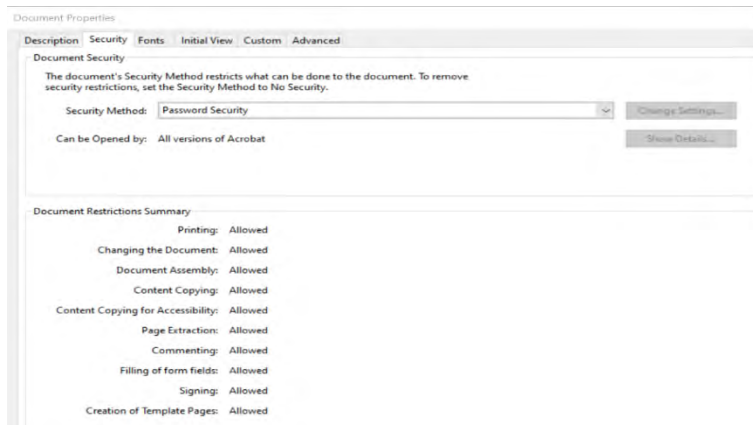 Document Properties
Description Security Fonts Initial View Custom Advanced
Document Security
The document's Security Method restricts what can be done to the document. To remove
security restrictions, set the Security Method to No Security.
Security Method: Password Security Change Settings...
Can be Opened by: All versions of Acrobat Show Details...
Document Restrictions Summary
Printing: Allowed
Changing the Document: Allowed
Document Assembly: Allowed
Content Copying: Allowed
Content Copying for Accessibility: Allowed
Page Extraction: Allowed
Commenting: Allowed
Filling of form fields: Allowed
Signing: Allowed
Creation of Template Pages: Allowed